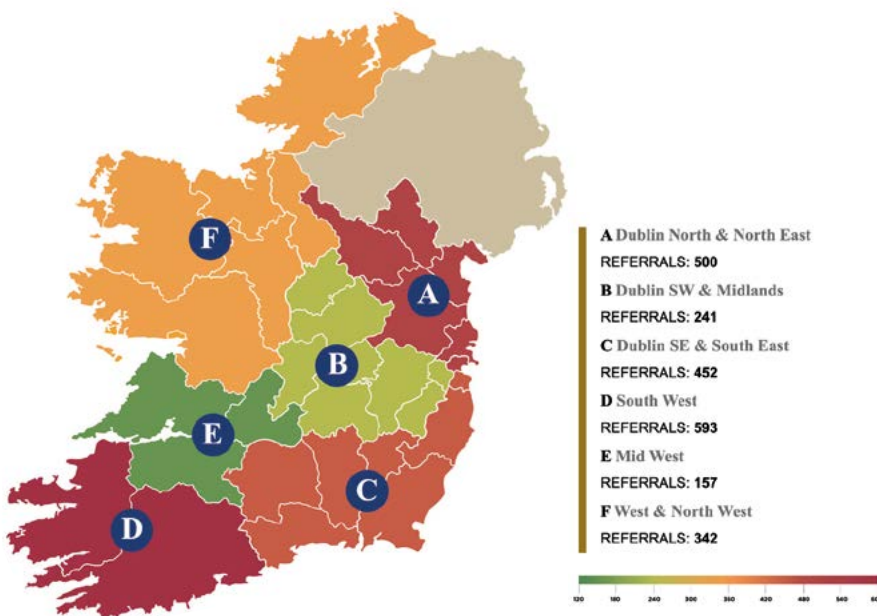 F
A
B
E
C
D
A Dublin North & North East
REFERRALS: 500
B Dublin SW & Midlands
REFERRALS: 241
C Dublin SE & South East
REFERRALS: 452
D South West
REFERRALS: 593
E Mid West
REFERRALS: 157
F West & North West
REFERRALS: 342
120 180 240 300 360 420 480 540